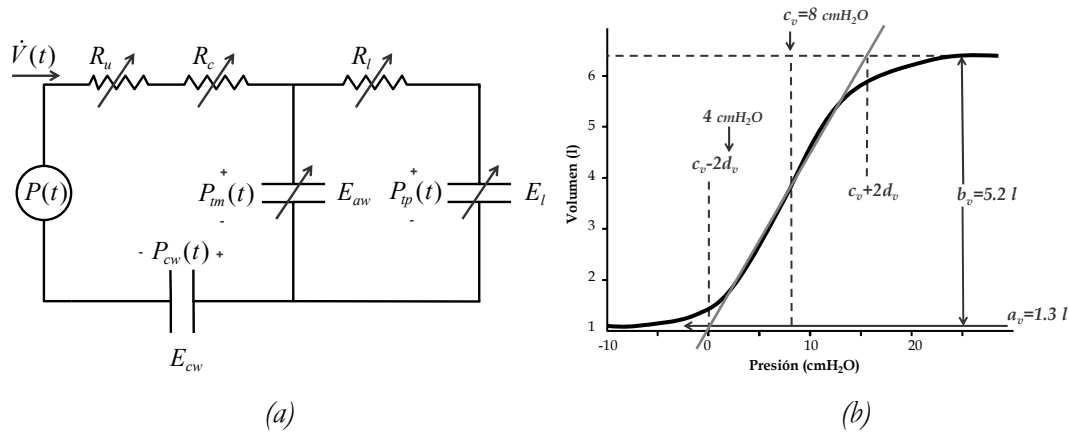 V̇(t)
R_u
R_c
R_l
P(t)
+
P_tm(t)
-
E_aw
+
P_tp(t)
-
E_l
- P_cw(t) +
E_cw
(a)
c_v=8 cmH₂O
4 cmH₂O
c_v-2d_v
c_v+2d_v
b_v=5.2 l
a_v=1.3 l
Volumen (l)
6
5
4
3
2
1
-10 0 10 20
Presión (cmH₂O)
(b)